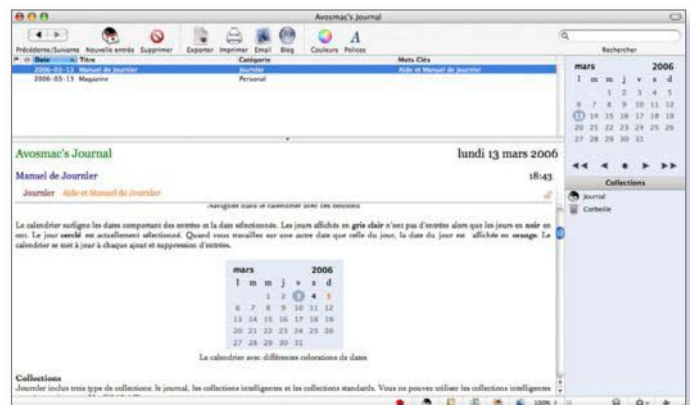 Avosmac's Journal
Précédente/Suivante Nouvelle entrée Supprimer Exporter Imprimer Email Blog Couleurs Polices Rechercher
Date Titre Catégorie Mots Clés
2006-03-13 Manuel de Journler Journler Aide et Manuel de Journler
2006-03-13 Magazine Personal
mars 2006
l m m j v s d
1 2 3 4 5
6 7 8 9 10 11 12
13 14 15 16 17 18 19
20 21 22 23 24 25 26
27 28 29 30 31
Collections
Journal
Corbeille
Avosmac's Journal lundi 13 mars 2006
Manuel de Journler 18:43
Journler Aide et Manuel de Journler
Naviguez dans le calendrier avec ces boutons
Le calendrier surligne les dates comportant des entrées et la date sélectionnée. Les jours affichés en gris clair n'ont pas d'entrées alors que les jours en noir en
ont. Le jour cerclé est actuellement sélectionné. Quand vous travaillez sur une autre date que celle du jour, la date du jour est affichée en orange. Le
calendrier se met à jour à chaque ajout et suppression d'entrées.
mars 2006
l m m j v s d
1 2 3 4 5
6 7 8 9 10 11 12
13 14 15 16 17 18 19
20 21 22 23 24 25 26
27 28 29 30 31
Le calendrier avec différentes colorations de dates
Collections
Journler inclus trois type de collections: le journal, les collections intelligentes et les collections standards. Vous ne pouvez utiliser les collections intelligentes
100%